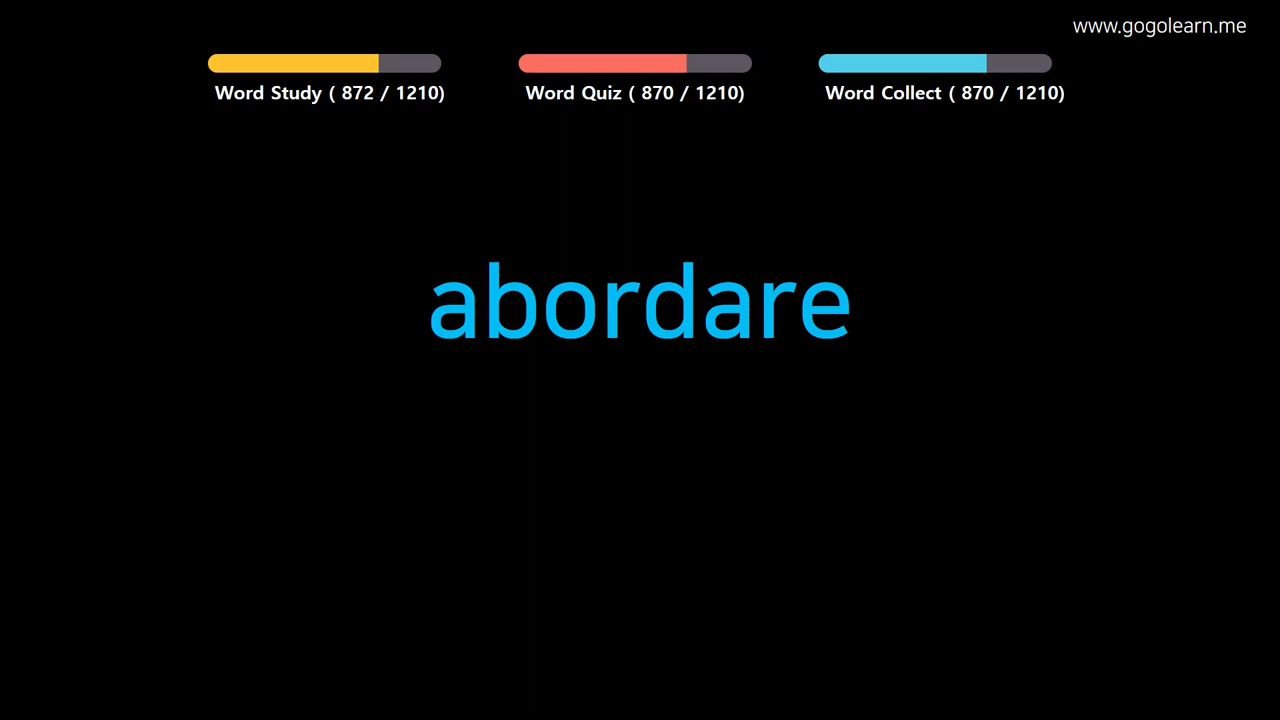 www.gogolearn.me
Word Study ( 872 / 1210)
Word Quiz ( 870 / 1210)
Word Collect ( 870 / 1210)
abordare